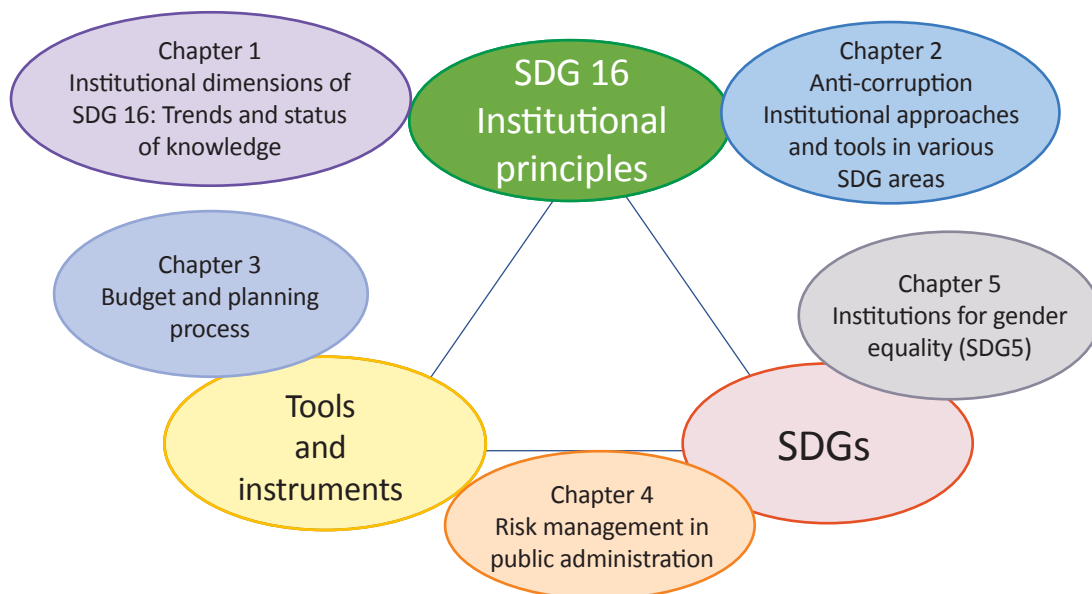 Chapter 1
Institutional dimensions of
SDG 16: Trends and status
of knowledge
SDG 16
Institutional
principles
Chapter 2
Anti-corruption
Institutional approaches
and tools in various
SDG areas
Chapter 3
Budget and planning
process
Chapter 5
Institutions for gender
equality (SDG5)
Tools
and
instruments
SDGs
Chapter 4
Risk management in
public administration